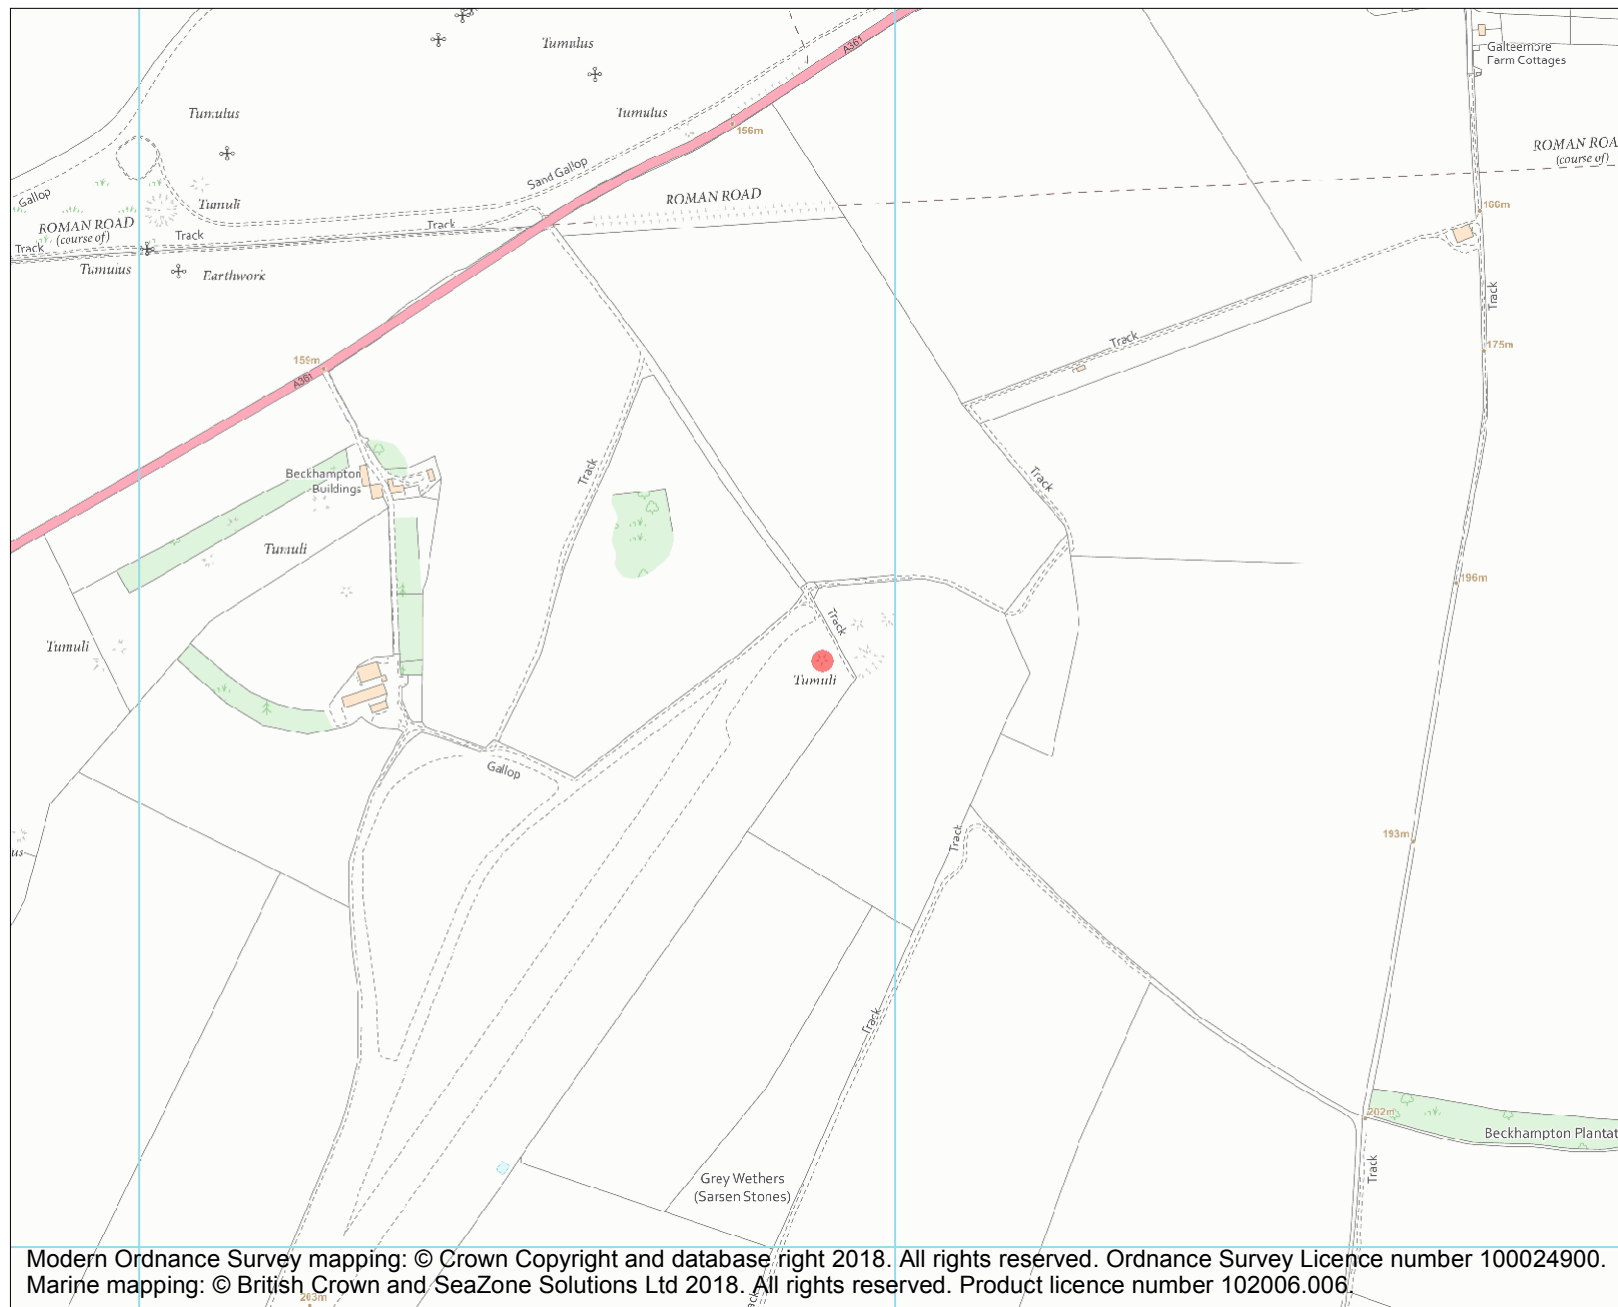 Tumulus
A361
Galteemore
Farm Cottages
Tumulus
Tumulus
156m
ROMAN ROA
(course of)
Sand Gallop
Gallop
Tumuli
ROMAN ROAD
166m
ROMAN ROAD
(course of)
Track
Track
Track
Tumulus
Earthwork
Track
Track
175m
159m
A361
Beckhampton
Buildings
Track
Track
Tumuli
196m
Track
Tumuli
Tumuli
Gallop
Track
193m
us
Track
202m
Beckhampton Plantat
Track
Grey Wethers
(Sarsen Stones)
Modern Ordnance Survey mapping: © Crown Copyright and database right 2018. All rights reserved. Ordnance Survey Licence number 100024900.
Marine mapping: © British Crown and SeaZone Solutions Ltd 2018. All rights reserved. Product licence number 102006.006.
203m